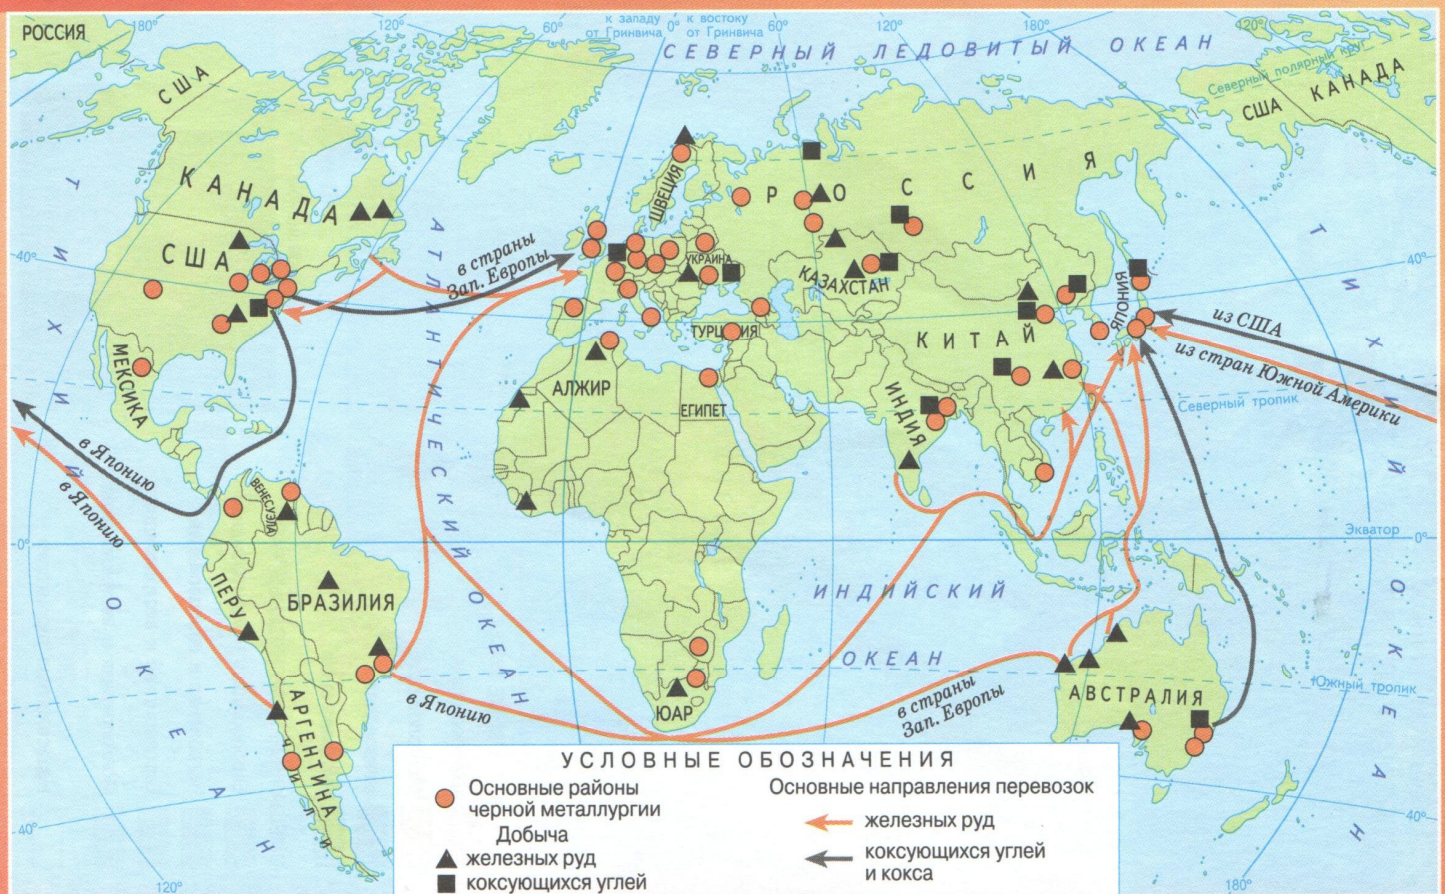 180°
120°
60°
к западу
от Гринвича
0°
к востоку
от Гринвича
60°
120°
180°
120°
РОССИЯ
СЕВЕРНЫЙ ЛЕДОВИТЫЙ ОКЕАН
Северный полярный круг
США
КАНАДА
США
КАНАДА
ШВЕЦИЯ
РОССИЯ
ТИХИЙ ОКЕАН
АТЛАНТИЧЕСКИЙ ОКЕАН
ТИХИЙ ОКЕАН
40°
40°
США
в страны
Зап. Европы
УКРАИНА
КАЗАХСТАН
ТУРЦИЯ
КИТАЙ
ЯПОНИЯ
из США
из стран Южной Америки
МЕКСИКА
АЛЖИР
ЕГИПЕТ
ИНДИЯ
Северный тропик
в Японию
в Японию
ВЕНЕСУЭЛА
0°
Экватор
0°
ПЕРУ
БРАЗИЛИЯ
ИНДИЙСКИЙ
ОКЕАН
в Японию
ЮАР
в страны
Зап. Европы
АВСТРАЛИЯ
Южный тропик
АРГЕНТИНА
ЧИЛИ
40°
40°
120°
180°
УСЛОВНЫЕ ОБОЗНАЧЕНИЯ
Основные районы
черной металлургии
Добыча
железных руд
коксующихся углей
Основные направления перевозок
железных руд
коксующихся углей
и кокса